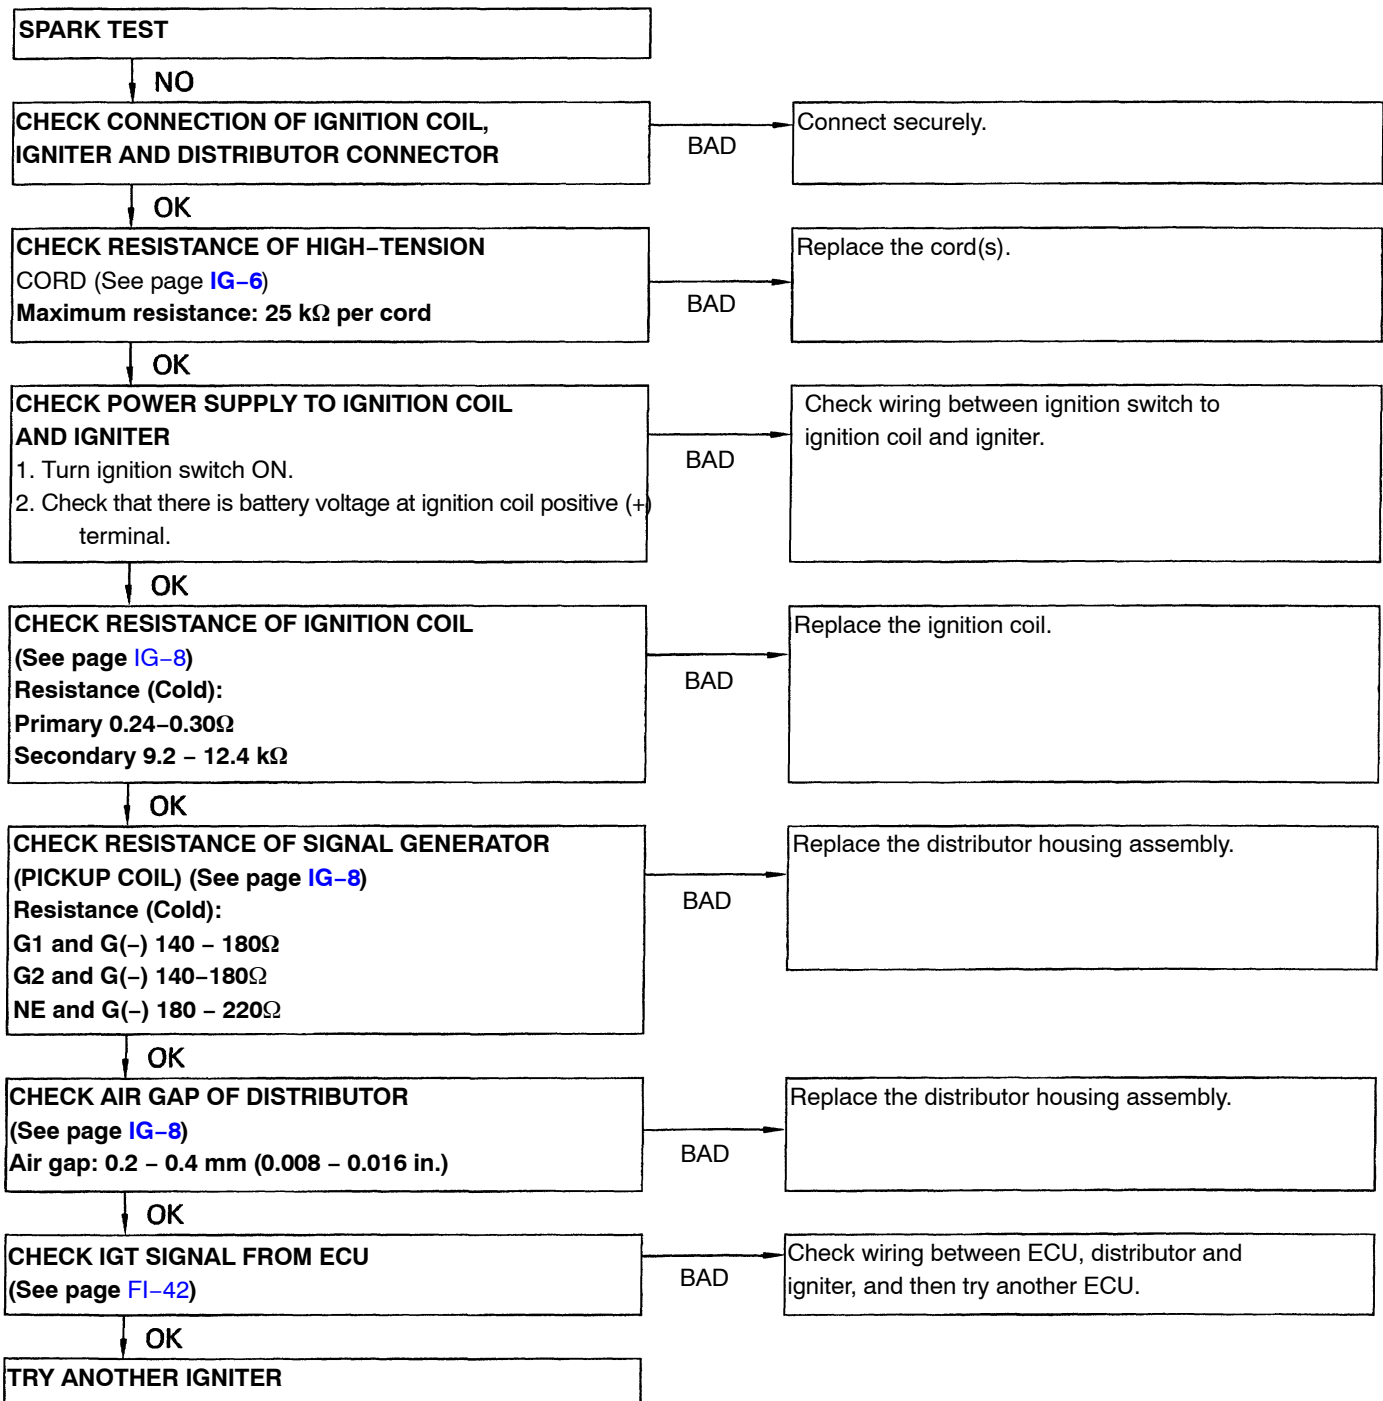 SPARK TEST
NO
CHECK CONNECTION OF IGNITION COIL,
IGNITER AND DISTRIBUTOR CONNECTOR
BAD
Connect securely.
OK
CHECK RESISTANCE OF HIGH–TENSION
CORD (See page IG–6)
Maximum resistance: 25 kΩ per cord
BAD
Replace the cord(s).
OK
CHECK POWER SUPPLY TO IGNITION COIL
AND IGNITER
1. Turn ignition switch ON.
2. Check that there is battery voltage at ignition coil positive (+)
terminal.
BAD
Check wiring between ignition switch to
ignition coil and igniter.
OK
CHECK RESISTANCE OF IGNITION COIL
(See page IG–8)
Resistance (Cold):
Primary 0.24–0.30Ω
Secondary 9.2 – 12.4 kΩ
BAD
Replace the ignition coil.
OK
CHECK RESISTANCE OF SIGNAL GENERATOR
(PICKUP COIL) (See page IG–8)
Resistance (Cold):
G1 and G(–) 140 – 180Ω
G2 and G(–) 140–180Ω
NE and G(–) 180 – 220Ω
BAD
Replace the distributor housing assembly.
OK
CHECK AIR GAP OF DISTRIBUTOR
(See page IG–8)
Air gap: 0.2 – 0.4 mm (0.008 – 0.016 in.)
BAD
Replace the distributor housing assembly.
OK
CHECK IGT SIGNAL FROM ECU
(See page FI–42)
BAD
Check wiring between ECU, distributor and
igniter, and then try another ECU.
OK
TRY ANOTHER IGNITER